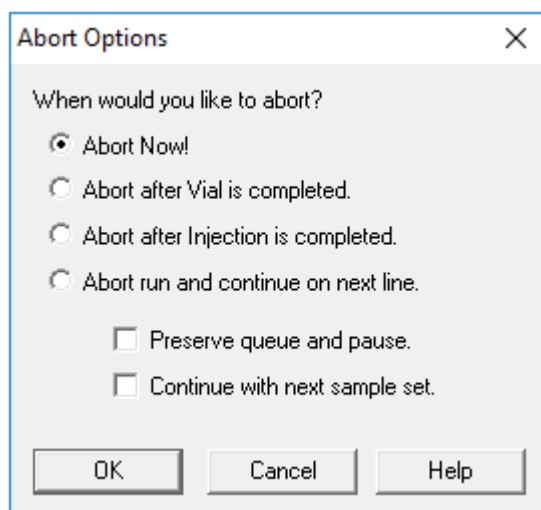 Abort Options
When would you like to abort?
Abort Now!
Abort after Vial is completed.
Abort after Injection is completed.
Abort run and continue on next line.
Preserve queue and pause.
Continue with next sample set.
OK Cancel Help